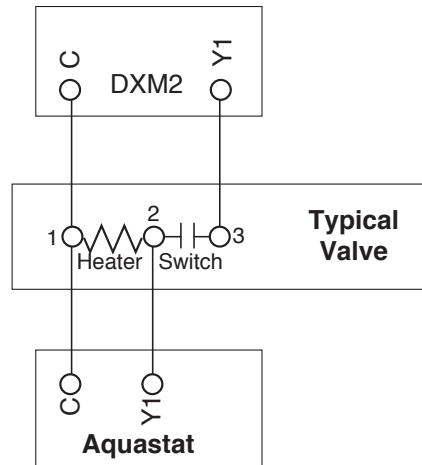 C
Y1
DXM2
1
2
3
Heater
Switch
Typical
Valve
C
Y1
Aquastat